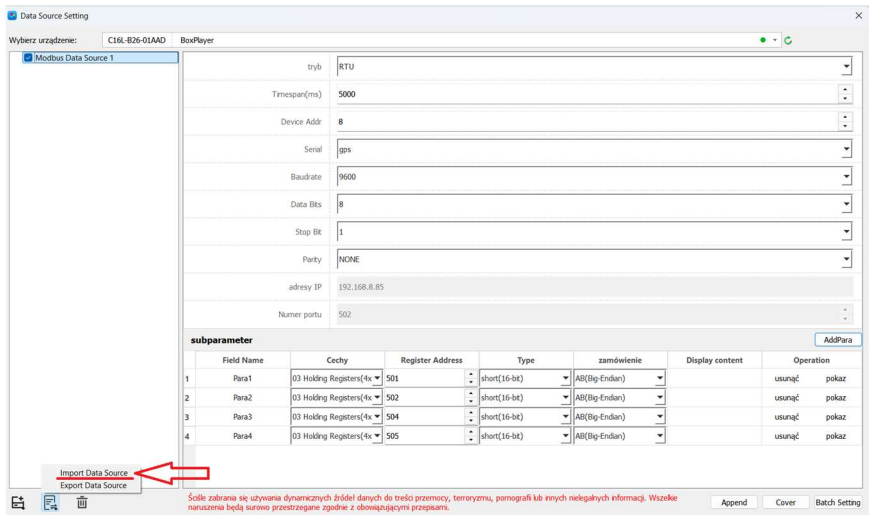 Data Source Setting
Wybierz urządzenie: C16L-B26-01AAD BoxPlayer
Modbus Data Source 1
tryb RTU
Timespan(ms) 5000
Device Addr 8
Serial gps
Baudrate 9600
Data Bits 8
Stop Bit 1
Parity NONE
adresy IP 192.168.8.85
Numer portu 502
subparameter AddPara
Field Name Cechy Register Address Type zamówienie Display content Operation
1 Para1 03 Holding Registers(4x 501 short(16-bit) AB(Big-Endian) usunąć pokaz
2 Para2 03 Holding Registers(4x 502 short(16-bit) AB(Big-Endian) usunąć pokaz
3 Para3 03 Holding Registers(4x 504 short(16-bit) AB(Big-Endian) usunąć pokaz
4 Para4 03 Holding Registers(4x 505 short(16-bit) AB(Big-Endian) usunąć pokaz
Import Data Source
Export Data Source
Ściśle zabrania się używania dynamicznych źródeł danych do treści przemocy, terroryzmu, pornografii lub innych nielegalnych informacji. Wszelkie
naruszenia będą surowo przestrzegane zgodnie z obowiązującymi przepisami.
Append Cover Batch Setting